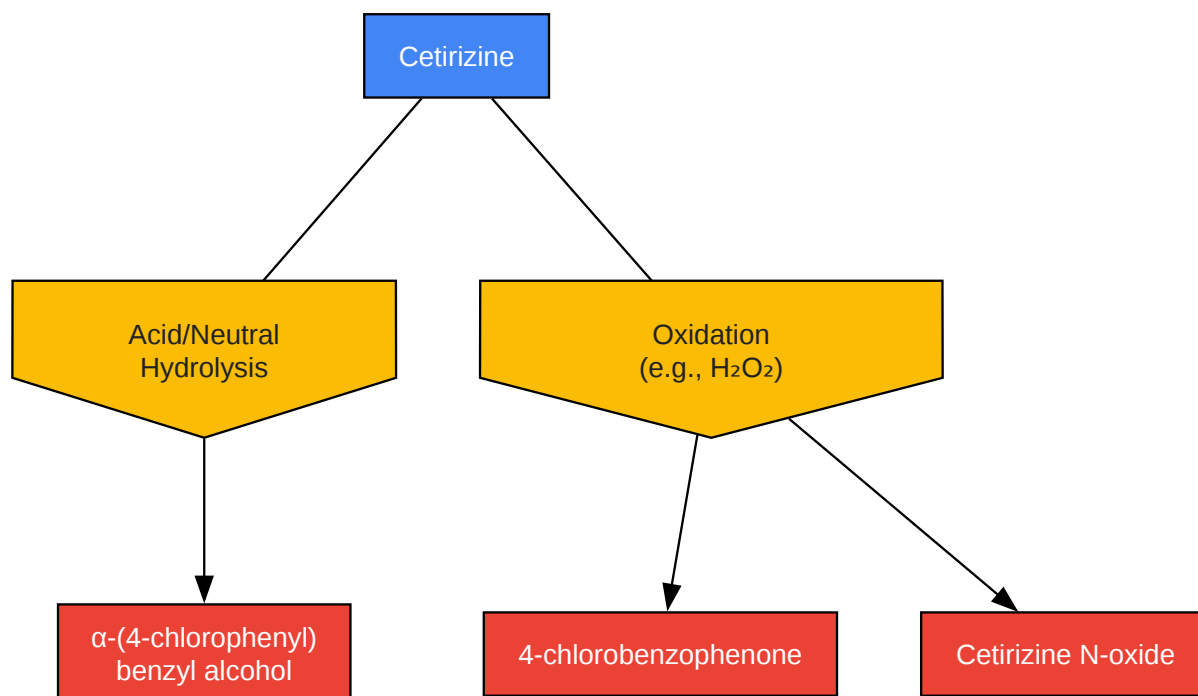 Cetirizine
Acid/Neutral
Hydrolysis
Oxidation
(e.g., H₂O₂)
α-(4-chlorophenyl)
benzyl alcohol
4-chlorobenzophenone
Cetirizine N-oxide